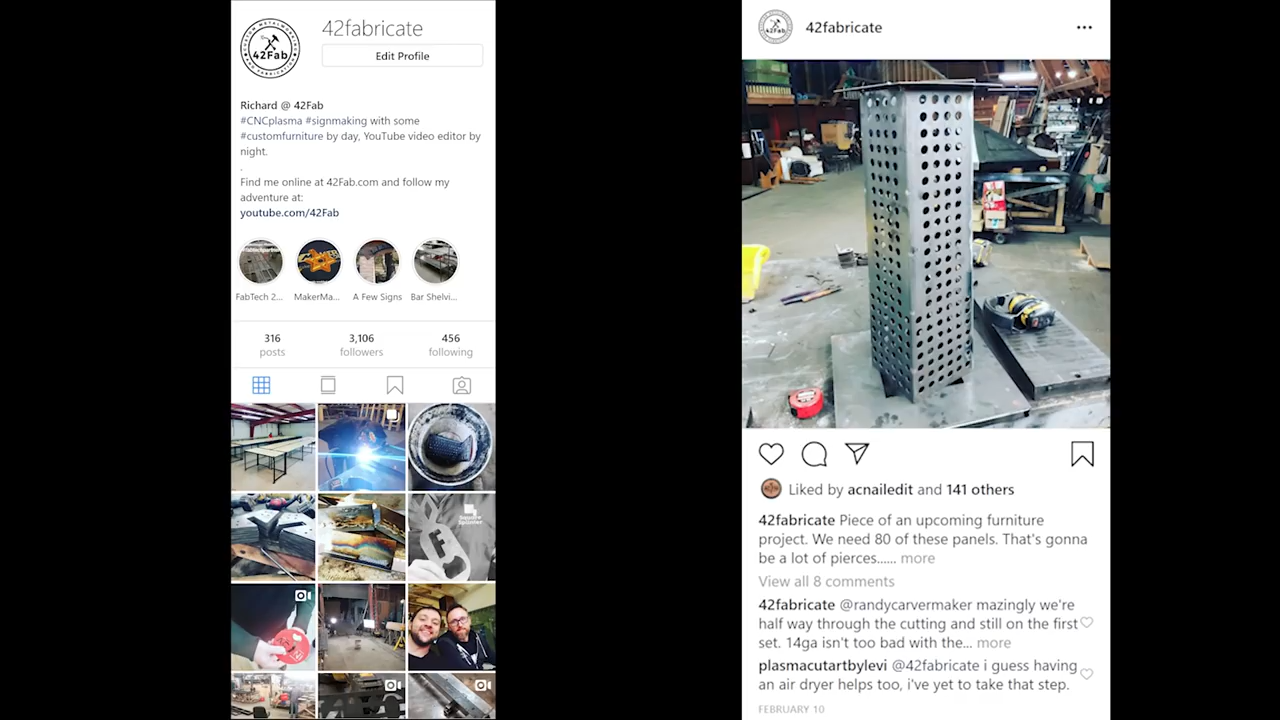 42fabricate
Edit Profile
42Fab
Richard @ 42Fab
#CNCplasma #signmaking with some
#customfurniture by day, YouTube video editor by
night.
.
Find me online at 42Fab.com and follow my
adventure at:
youtube.com/42Fab
FabTech 2...
MakerMa...
A Few Signs
Bar Shelvi...
316
posts
3,106
followers
456
following
Square
Splinter
42fabricate
Liked by acnailedit and 141 others
42fabricate Piece of an upcoming furniture
project. We need 80 of these panels. That's gonna
be a lot of pierces...... more
View all 8 comments
42fabricate @randycarvermaker mazingly we're
half way through the cutting and still on the first
set. 14ga isn't too bad with the... more
plasmacutartbylevi @42fabricate i guess having
an air dryer helps too, i've yet to take that step.
FEBRUARY 10